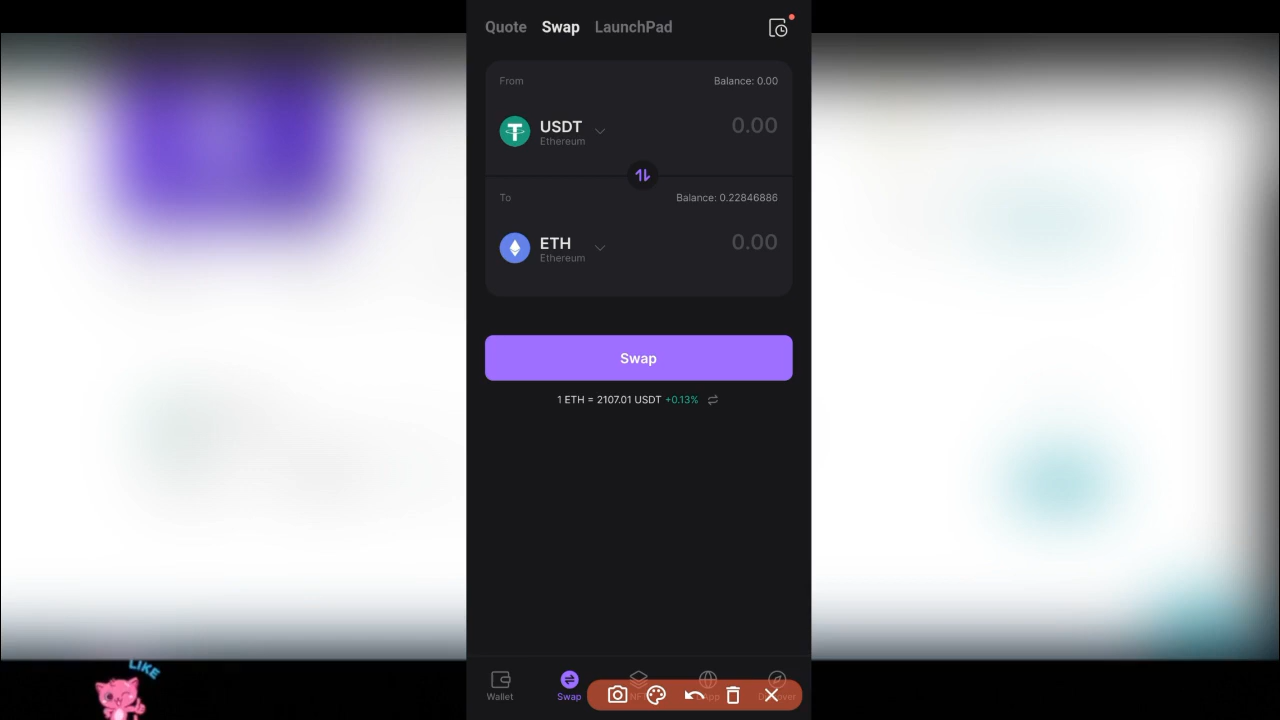 Quote Swap LaunchPad
From Balance: 0.00
USDT 0.00
Ethereum
To Balance: 0.22846886
ETH 0.00
Ethereum
Swap
1 ETH = 2107.01 USDT +0.13%
Wallet Swap
LIKE